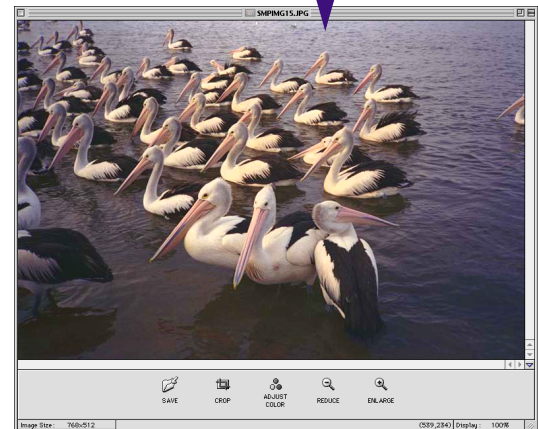 SMPIMG15.JPG
SAVE CROP ADJUST COLOR REDUCE ENLARGE
Image Size: 768x512 (539,234) Display: 100%